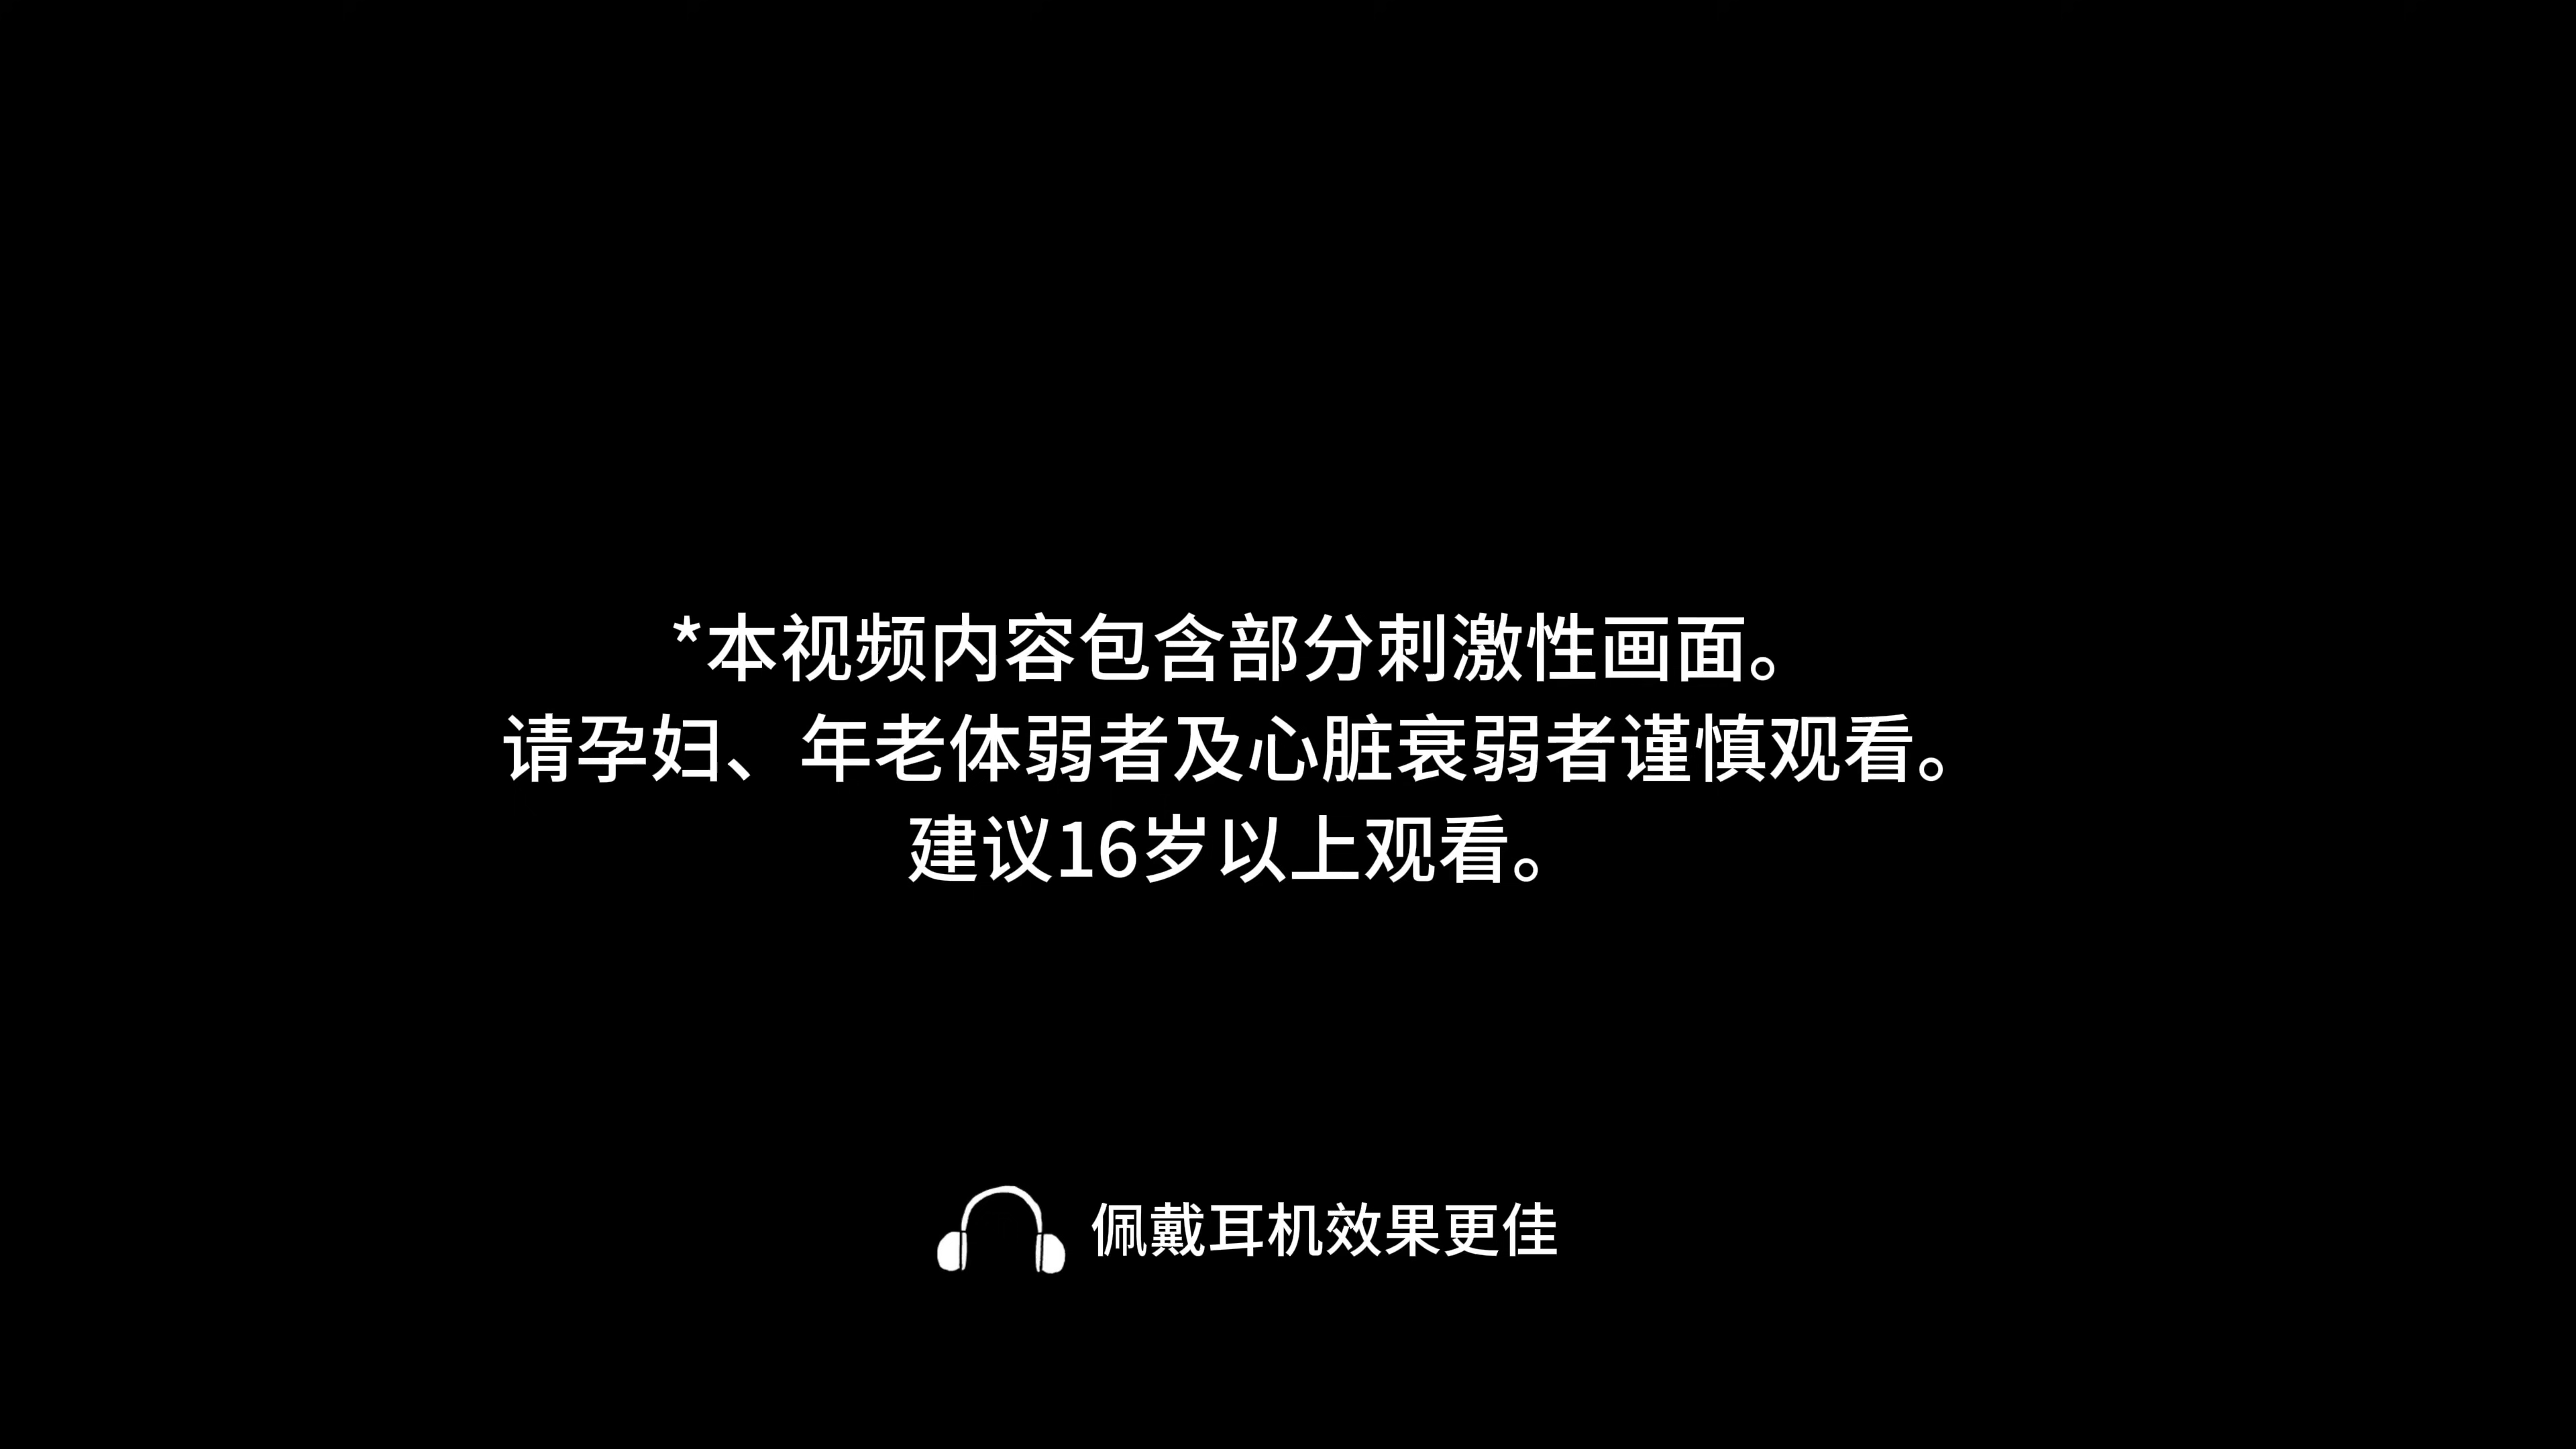 *本视频内容包含部分刺激性画面。
请孕妇、年老体弱者及心脏衰弱者谨慎观看。
建议16岁以上观看。
佩戴耳机效果更佳